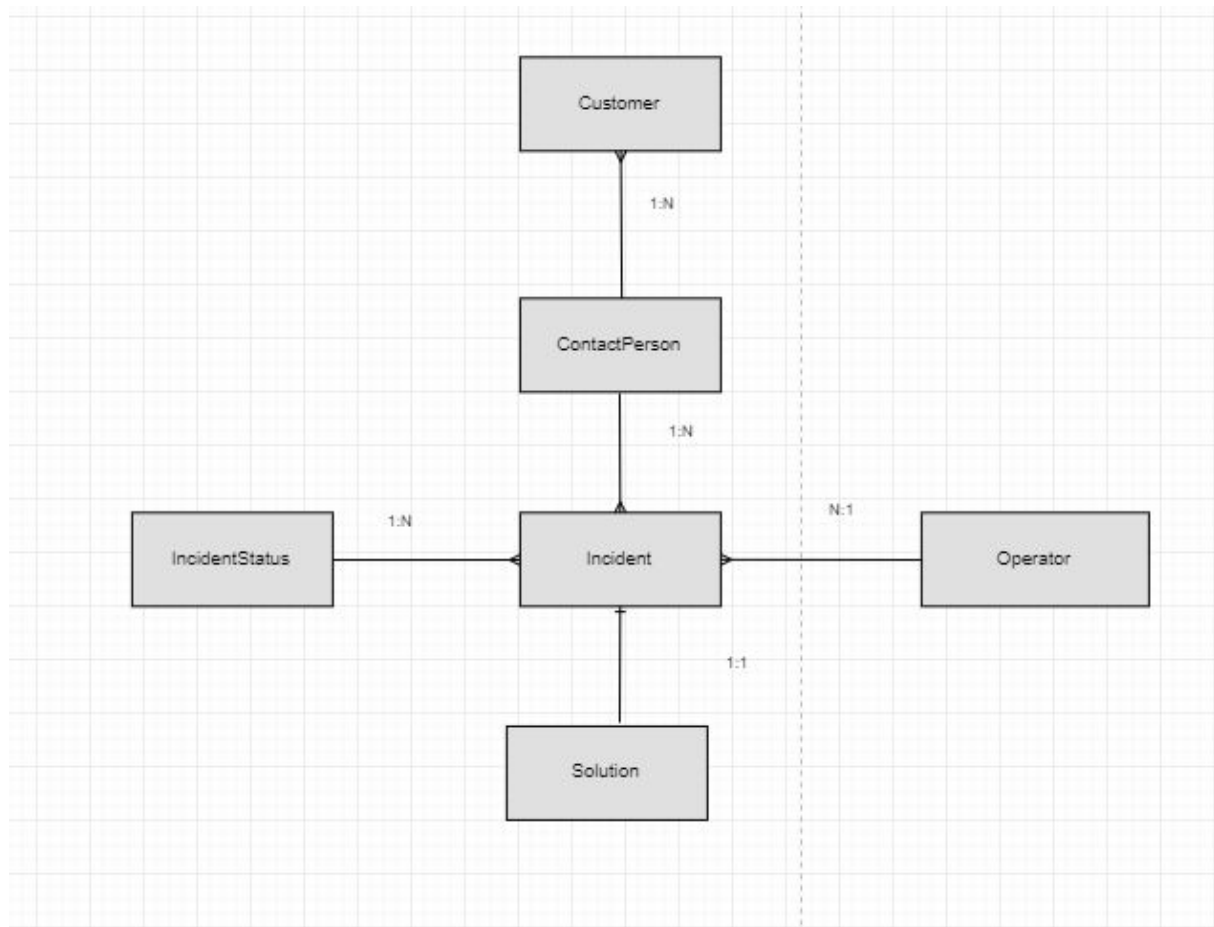 Customer
1:N
ContactPerson
1:N
1:N
N:1
IncidentStatus
Incident
Operator
1:1
Solution